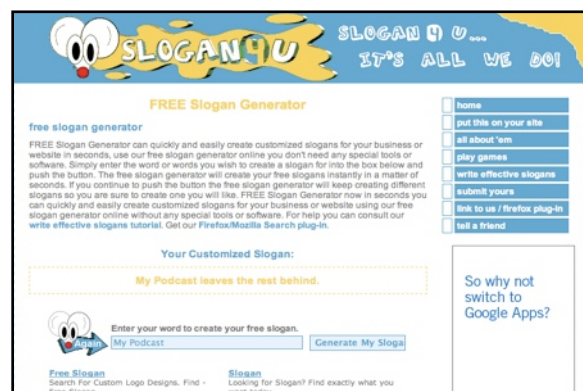 SLOGAN4U
SLOGAN 4 U...
IT'S ALL WE DO!
FREE Slogan Generator
free slogan generator
FREE Slogan Generator can quickly and easily create customized slogans for your business or
website in seconds, use our free slogan generator online you don't need any special tools or
software. Simply enter the word or words you wish to create a slogan for into the box below and
push the button. The free slogan generator will create your free slogans instantly in a matter of
seconds. If you continue to push the button the free slogan generator will keep creating different
slogans so you are sure to create one you will like. FREE Slogan Generator now in seconds you
can quickly and easily create customized slogans for your business or website using our free
slogan generator online without any special tools or software. For help you can consult our
write effective slogans tutorial. Get our Firefox/Mozilla Search plug-in.
Your Customized Slogan:
My Podcast leaves the rest behind.
Again
Enter your word to create your free slogan.
My Podcast
Generate My Sloga
Free Slogan
Search For Custom Logo Designs. Find -
Free Slogan
Slogan
Looking for Slogan? Find exactly what you
want today
home
put this on your site
all about 'em
play games
write effective slogans
submit yours
link to us / firefox plug-in
tell a friend
So why not
switch to
Google Apps?